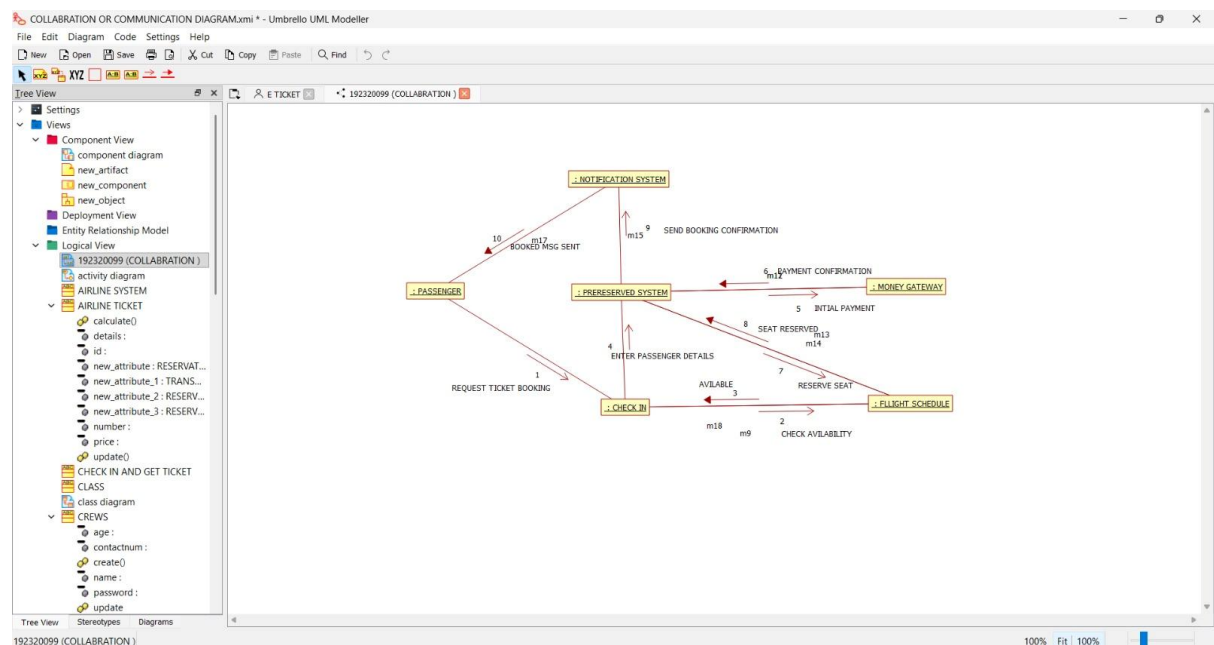 COLLABRATION OR COMMUNICATION DIAGRAM.xmi * - Umbrello UML Modeller
File Edit Diagram Code Settings Help
New Open Save Cut Copy Paste Find
XYZ XYZ A:B A:B
Tree View
E TICKET 192320099 (COLLABRATION )
Settings
Views
Component View
component diagram
new_artifact
new_component
new_object
Deployment View
Entity Relationship Model
Logical View
192320099 (COLLABRATION )
activity diagram
AIRLINE SYSTEM
AIRLINE TICKET
calculate()
details :
id :
new_attribute : RESERVAT...
new_attribute_1 : TRANS...
new_attribute_2 : RESERV...
new_attribute_3 : RESERV...
number :
price :
update()
CHECK IN AND GET TICKET
CLASS
class diagram
CREWS
age :
contactnum :
create()
name :
password :
update
Tree View Stereotypes Diagrams
192320099 (COLLABRATION )
: NOTIFICATION SYSTEM
9 SEND BOOKING CONFIRMATION
m15
10 m17
BOOKED MSG SENT
6 PAYMENT CONFIRMATION
: PASSENGER
: PRERESERVED SYSTEM
: MONEY GATEWAY
5 INTIAL PAYMENT
8 SEAT RESERVED
m13
m14
4
ENTER PASSENGER DETAILS
7
RESERVE SEAT
1
REQUEST TICKET BOOKING
AVILABLE
3
: CHECK IN
: FLLIGHT SCHEDULE
2
m18 m9 CHECK AVILABILITY
100% Fit 100%